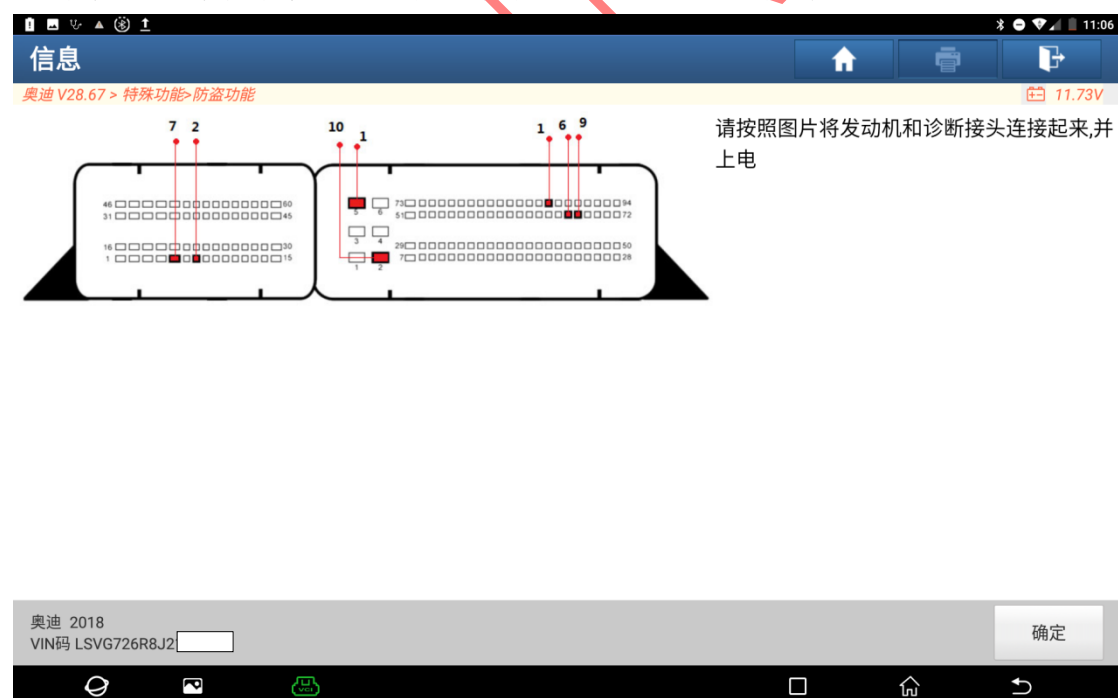 11:06
信息
奥迪 V28.67 > 特殊功能>防盗功能
11.73V
7 2 10 1 1 6 9
请按照图片将发动机和诊断接头连接起来,并
上电
46 60 5 6 73 94
31 45 51 72
16 30 3 4 29 50
1 15 1 2 7 28
奥迪 2018
VIN码 LSVG726R8J2
确定
VCI